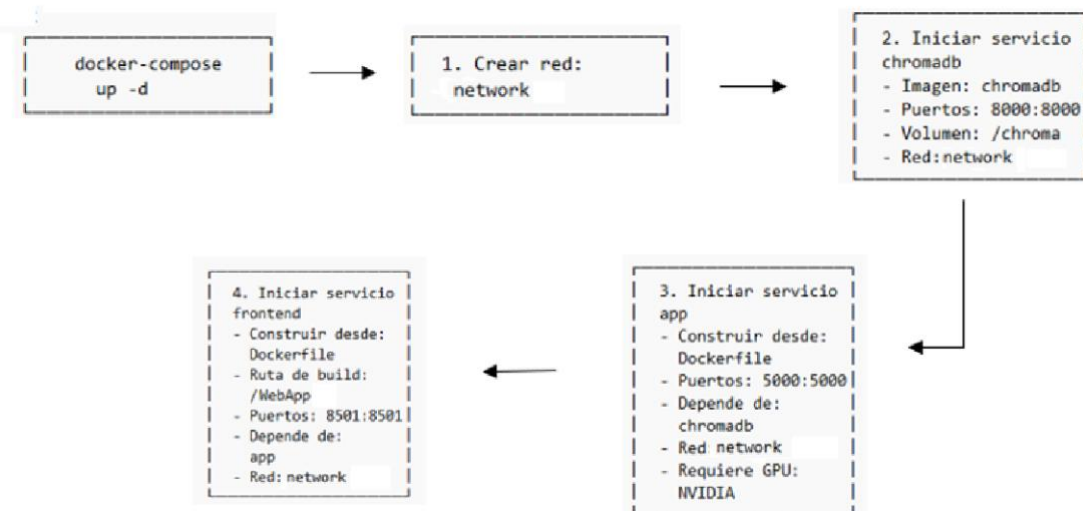 docker-compose
up -d
1. Crear red:
network
2. Iniciar servicio
chromadb
- Imagen: chromadb
- Puertos: 8000:8000
- Volumen: /chroma
- Red:network
3. Iniciar servicio
app
- Construir desde:
Dockerfile
- Puertos: 5000:5000
- Depende de:
chromadb
- Red: network
- Requiere GPU:
NVIDIA
4. Iniciar servicio
frontend
- Construir desde:
Dockerfile
- Ruta de build:
/WebApp
- Puertos: 8501:8501
- Depende de:
app
- Red: network